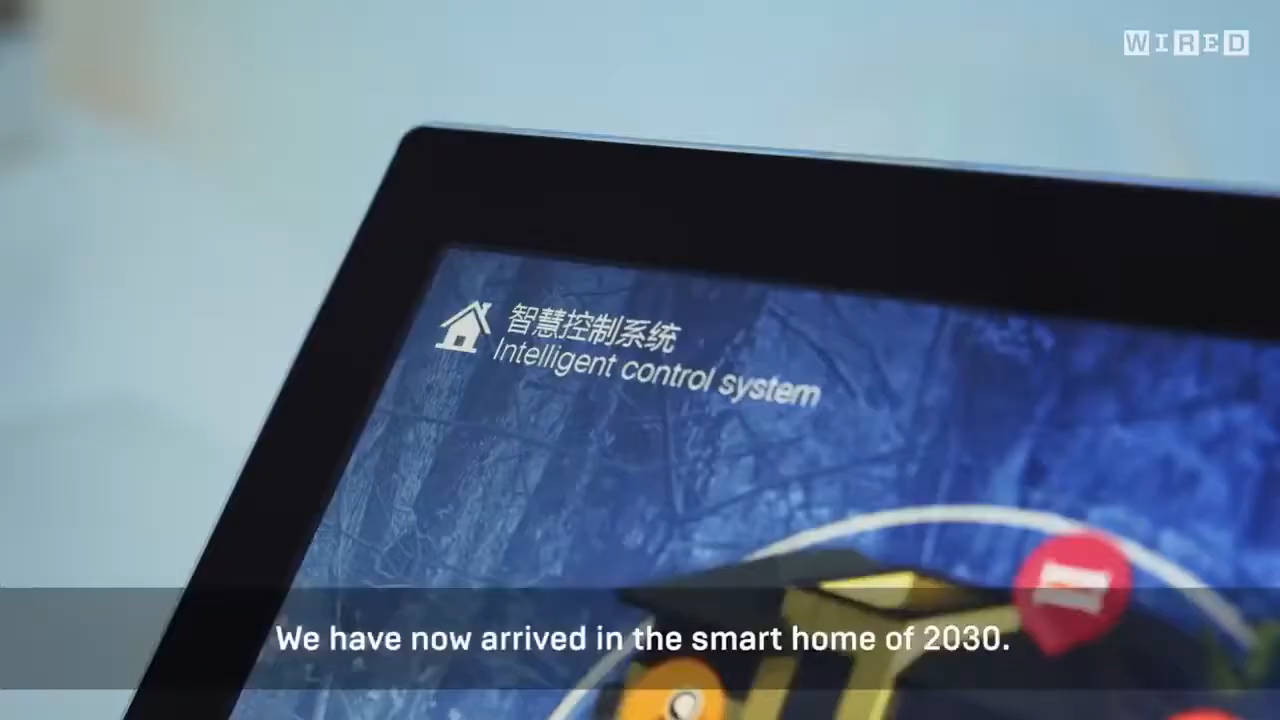 WIRED
智慧控制系统
Intelligent control system
We have now arrived in the smart home of 2030.